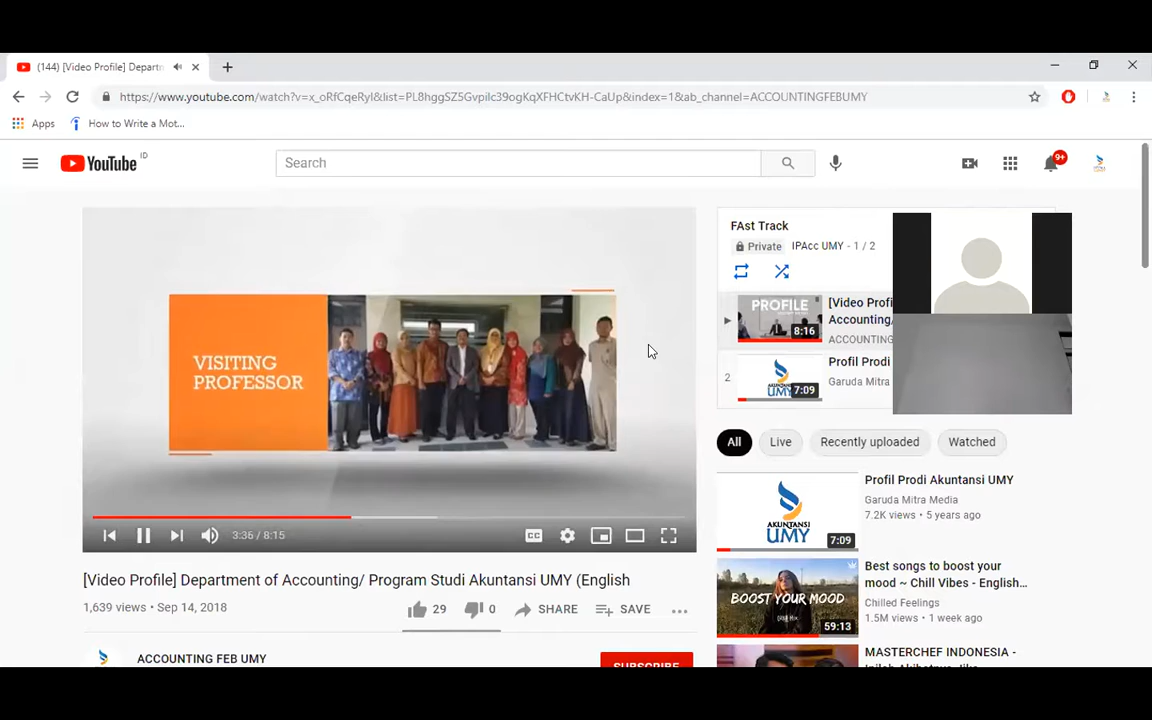 (144) [Video Profile] Departn
https://www.youtube.com/watch?v=x_oRfCqeRyI&list=PL8hggSZ5Gvpilc39ogKqXFHCtvKH-CaUp&index=1&ab_channel=ACCOUNTINGFEBUMY
Apps
How to Write a Mot...
YouTube ID
Search
9+
VISITING
PROFESSOR
3:36 / 8:15
CC
[Video Profile] Department of Accounting/ Program Studi Akuntansi UMY (English
1,639 views • Sep 14, 2018
29
0
SHARE
SAVE
ACCOUNTING FEB UMY
SUBSCRIBE
FAst Track
Private
IPAcc UMY - 1 / 2
PROFILE
8:16
[Video Profi
Accounting/
ACCOUNTING
2
7:09
Profil Prodi
Garuda Mitra
All
Live
Recently uploaded
Watched
AKUNTANSI
UMY
7:09
Profil Prodi Akuntansi UMY
Garuda Mitra Media
7.2K views • 5 years ago
BOOST YOUR MOOD
59:13
Best songs to boost your
mood ~ Chill Vibes - English...
Chilled Feelings
1.5M views • 1 week ago
MASTERCHEF INDONESIA -